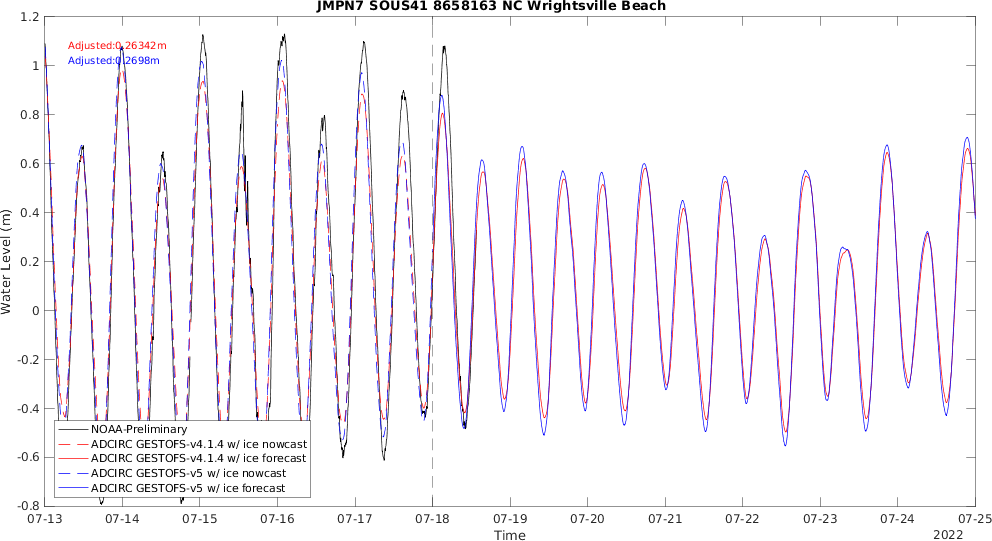 JMPN7 SOUS41 8658163 NC Wrightsville Beach
1.2
1
0.8
0.6
0.4
0.2
0
-0.2
-0.4
-0.6
-0.8
Water Level (m)
Adjusted:0.26342m
Adjusted:0.2698m
NOAA-Preliminary
ADCIRC GESTOFS-v4.1.4 w/ ice nowcast
ADCIRC GESTOFS-v4.1.4 w/ ice forecast
ADCIRC GESTOFS-v5 w/ ice nowcast
ADCIRC GESTOFS-v5 w/ ice forecast
07-13 07-14 07-15 07-16 07-17 07-18 07-19 07-20 07-21 07-22 07-23 07-24 07-25
Time
2022